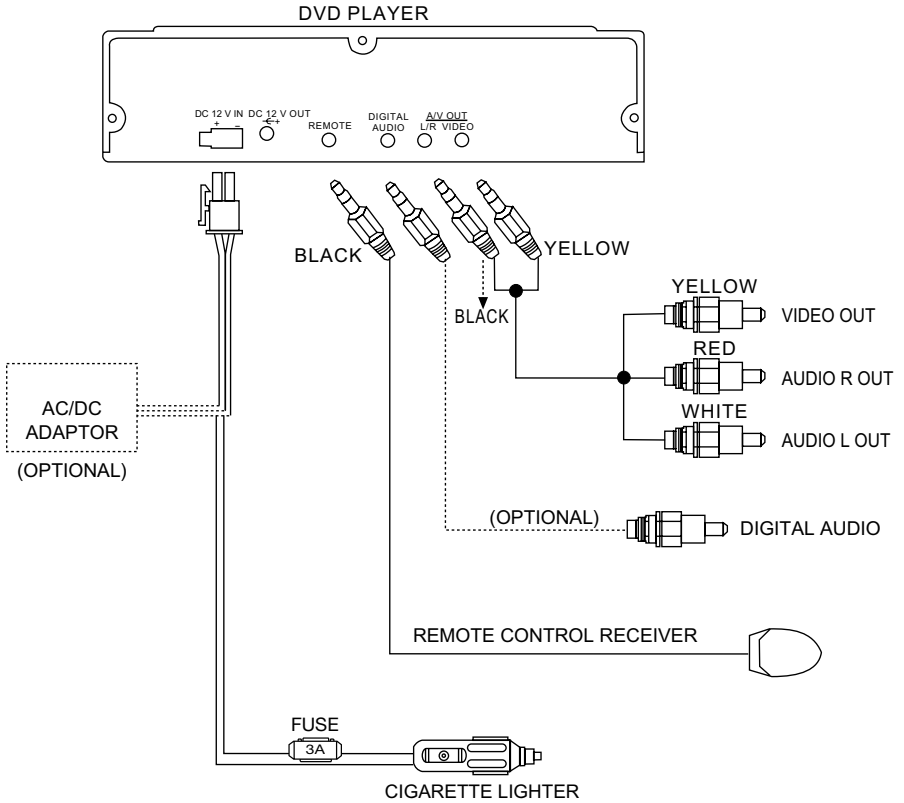 DVD PLAYER
DC 12 V IN
DC 12 V OUT
+ -
+
REMOTE
DIGITAL
AUDIO
A/V OUT
L/R VIDEO
BLACK
YELLOW
BLACK
YELLOW
VIDEO OUT
RED
AUDIO R OUT
WHITE
AUDIO L OUT
AC/DC
ADAPTOR
(OPTIONAL)
(OPTIONAL)
DIGITAL AUDIO
REMOTE CONTROL RECEIVER
FUSE
3A
CIGARETTE LIGHTER